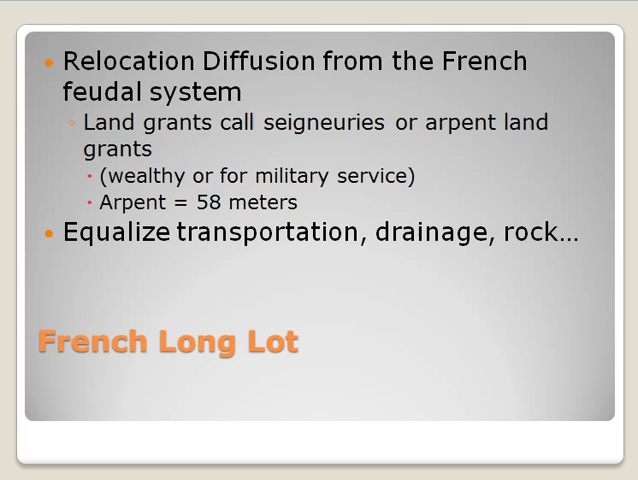 Relocation Diffusion from the French
feudal system
Land grants call seigneuries or arpent land
grants
(wealthy or for military service)
Arpent = 58 meters
Equalize transportation, drainage, rock…
French Long Lot